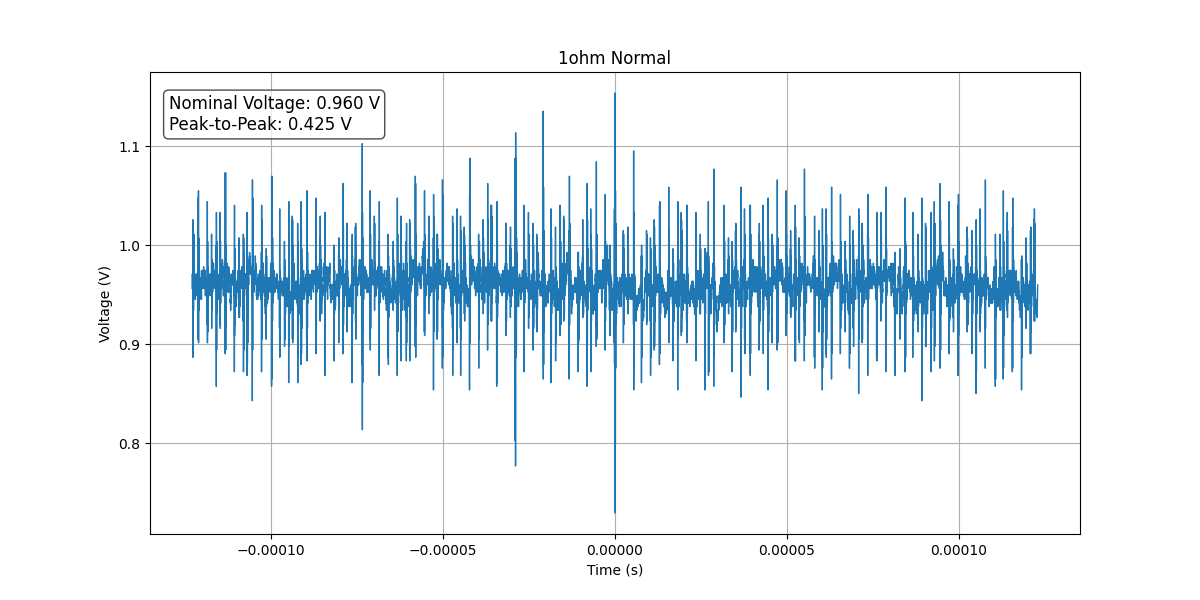 1ohm Normal
Nominal Voltage: 0.960 V
Peak-to-Peak: 0.425 V
Voltage (V)
1.1
1.0
0.9
0.8
−0.00010
−0.00005
0.00000
0.00005
0.00010
Time (s)